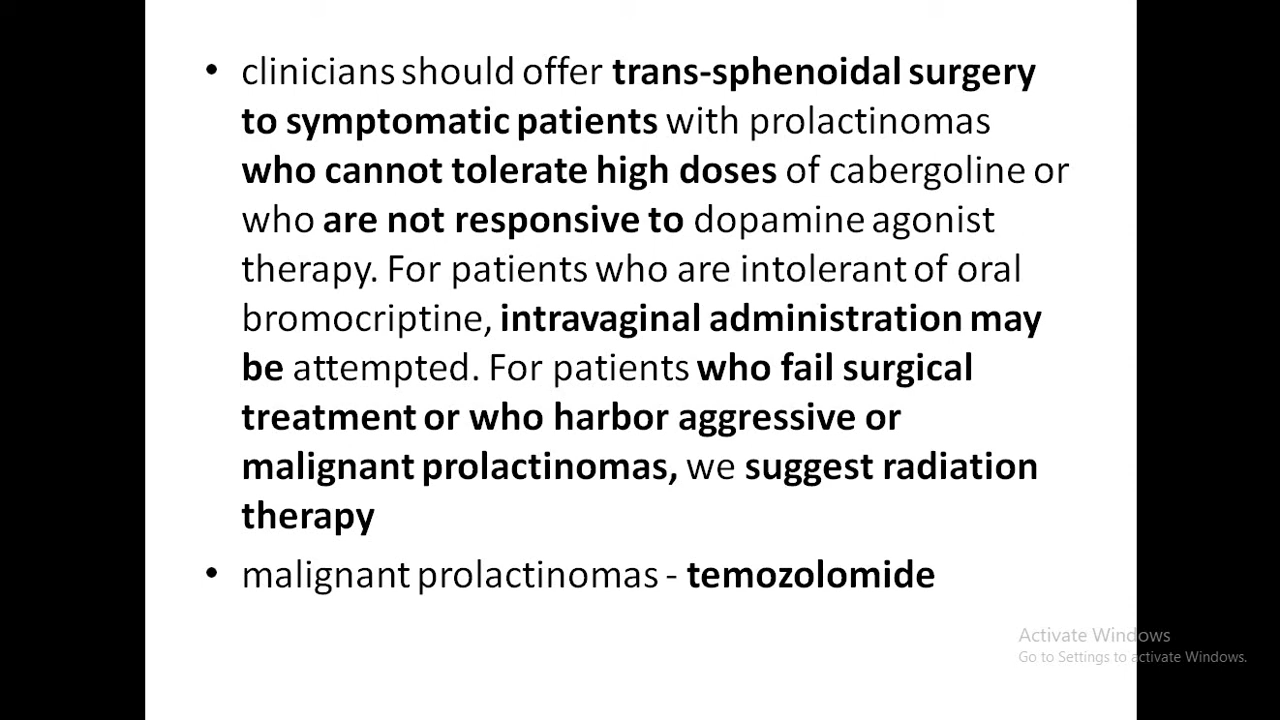 • clinicians should offer trans-sphenoidal surgery
to symptomatic patients with prolactinomas
who cannot tolerate high doses of cabergoline or
who are not responsive to dopamine agonist
therapy. For patients who are intolerant of oral
bromocriptine, intravaginal administration may
be attempted. For patients who fail surgical
treatment or who harbor aggressive or
malignant prolactinomas, we suggest radiation
therapy
• malignant prolactinomas - temozolomide
Activate Windows
Go to Settings to activate Windows.